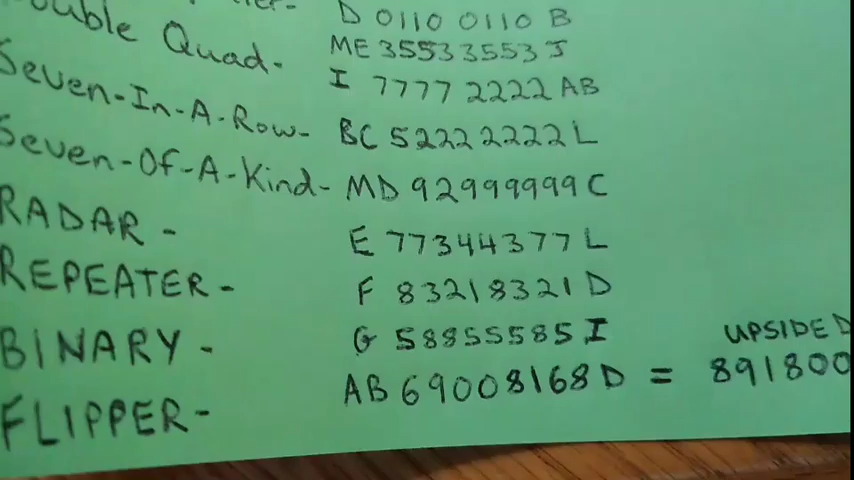 D 0110 0110 B
Double Quad- ME 35533553 J
I 7777 2222 AB
Seven-In-A-Row- BC 52222222 L
Seven-Of-A-Kind- MD 92999999 C
RADAR - E 77344377 L
REPEATER - F 83218321 D
BINARY - G 58855585 I
UPSIDE D
FLIPPER - AB 69008168 D = 891800